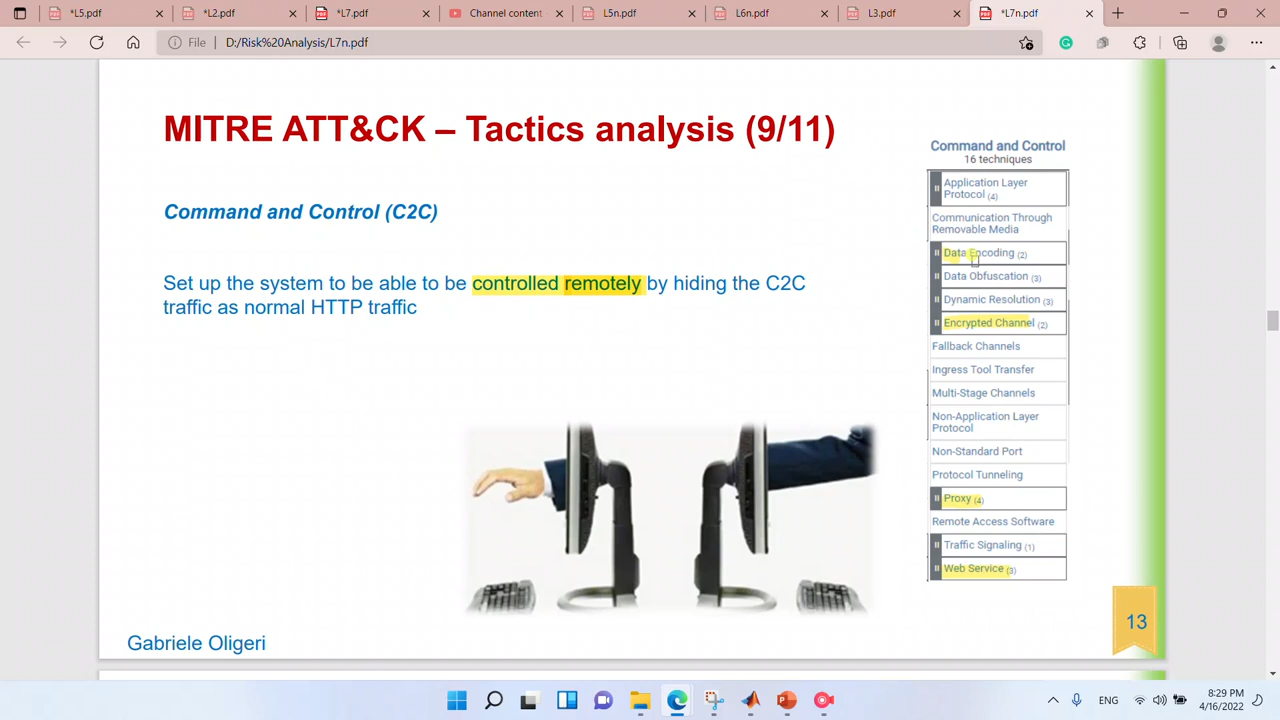 *L5.pdf
*L2.pdf
*L7.pdf
Channel content
L5n.pdf
L6n.pdf
L3.pdf
*L7n.pdf
File
D:/Risk%20Analysis/L7n.pdf
MITRE ATT&CK – Tactics analysis (9/11)
Command and Control (C2C)
Set up the system to be able to be controlled remotely by hiding the C2C
traffic as normal HTTP traffic
Command and Control
16 techniques
Application Layer
Protocol (4)
Communication Through
Removable Media
Data Encoding (2)
Data Obfuscation (3)
Dynamic Resolution (3)
Encrypted Channel (2)
Fallback Channels
Ingress Tool Transfer
Multi-Stage Channels
Non-Application Layer
Protocol
Non-Standard Port
Protocol Tunneling
Proxy (4)
Remote Access Software
Traffic Signaling (1)
Web Service (3)
13
Gabriele Oligeri
ENG
8:29 PM
4/16/2022